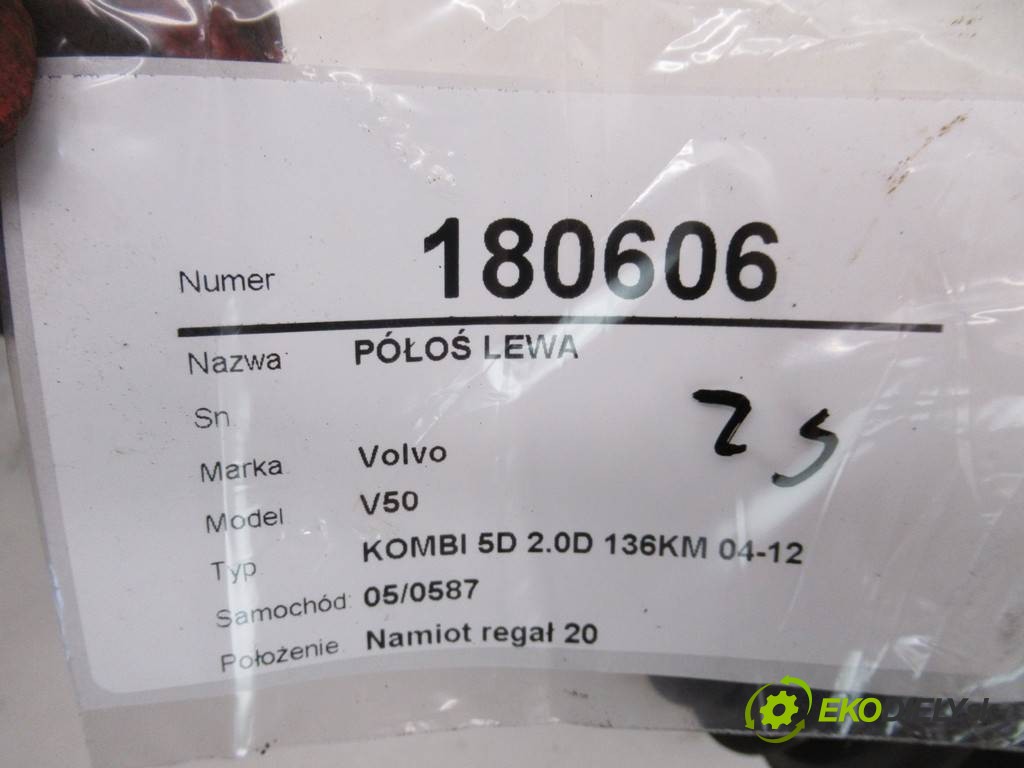 Numer 180606
Nazwa PÓŁOŚ LEWA
Sn.
Marka Volvo
Model V50
Typ KOMBI 5D 2.0D 136KM 04-12
Samochód: 05/0587
Położenie Namiot regał 20
EKODIELY